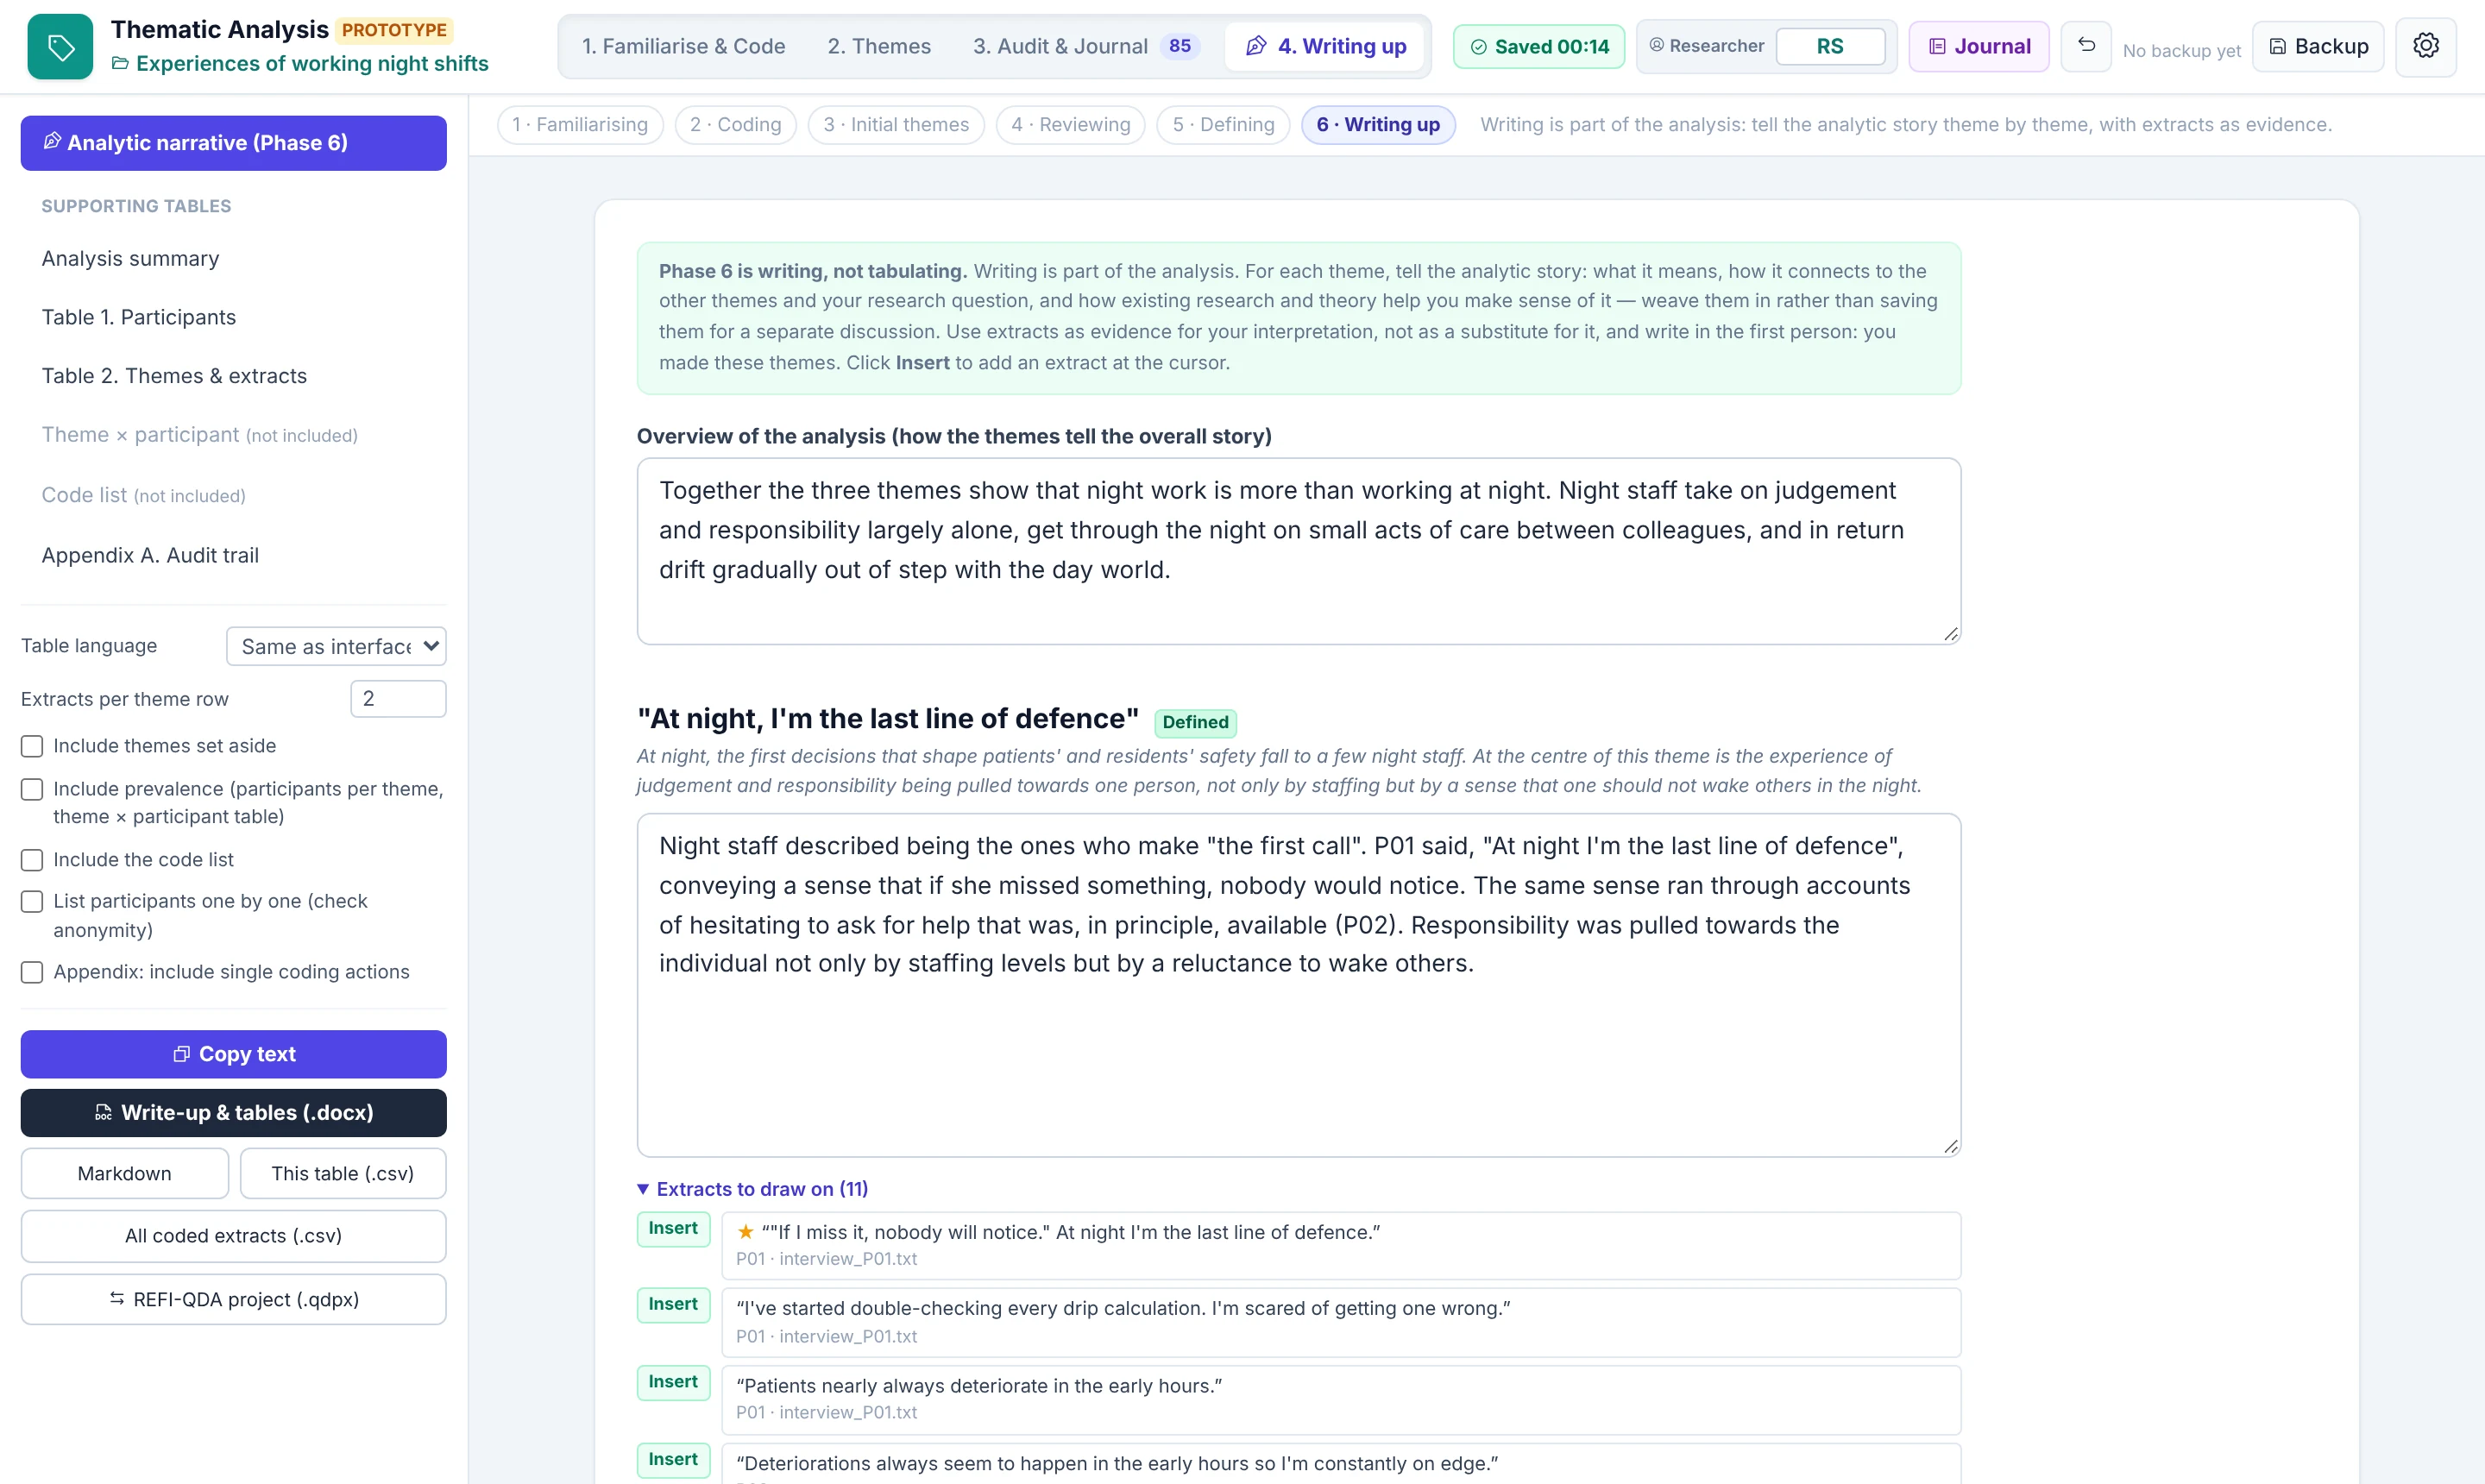 Thematic Analysis PROTOTYPE
Experiences of working night shifts
1. Familiarise & Code
2. Themes
3. Audit & Journal 85
4. Writing up
Saved 00:14
Researcher RS
Journal
No backup yet
Backup
Analytic narrative (Phase 6)
SUPPORTING TABLES
Analysis summary
Table 1. Participants
Table 2. Themes & extracts
Theme × participant (not included)
Code list (not included)
Appendix A. Audit trail
Table language Same as interface
Extracts per theme row 2
Include themes set aside
Include prevalence (participants per theme,
theme × participant table)
Include the code list
List participants one by one (check
anonymity)
Appendix: include single coding actions
Copy text
DOC Write-up & tables (.docx)
Markdown
This table (.csv)
All coded extracts (.csv)
REFI-QDA project (.qdpx)
1 · Familiarising
2 · Coding
3 · Initial themes
4 · Reviewing
5 · Defining
6 · Writing up
Writing is part of the analysis: tell the analytic story theme by theme, with extracts as evidence.
Phase 6 is writing, not tabulating. Writing is part of the analysis. For each theme, tell the analytic story: what it means, how it connects to the
other themes and your research question, and how existing research and theory help you make sense of it — weave them in rather than saving
them for a separate discussion. Use extracts as evidence for your interpretation, not as a substitute for it, and write in the first person: you
made these themes. Click Insert to add an extract at the cursor.
Overview of the analysis (how the themes tell the overall story)
Together the three themes show that night work is more than working at night. Night staff take on judgement
and responsibility largely alone, get through the night on small acts of care between colleagues, and in return
drift gradually out of step with the day world.
"At night, I'm the last line of defence" Defined
At night, the first decisions that shape patients' and residents' safety fall to a few night staff. At the centre of this theme is the experience of
judgement and responsibility being pulled towards one person, not only by staffing but by a sense that one should not wake others in the night.
Night staff described being the ones who make "the first call". P01 said, "At night I'm the last line of defence",
conveying a sense that if she missed something, nobody would notice. The same sense ran through accounts
of hesitating to ask for help that was, in principle, available (P02). Responsibility was pulled towards the
individual not only by staffing levels but by a reluctance to wake others.
Extracts to draw on (11)
Insert
★ “"If I miss it, nobody will notice." At night I'm the last line of defence.”
P01 · interview_P01.txt
Insert
“I've started double-checking every drip calculation. I'm scared of getting one wrong.”
P01 · interview_P01.txt
Insert
“Patients nearly always deteriorate in the early hours.”
P01 · interview_P01.txt
Insert
“Deteriorations always seem to happen in the early hours so I'm constantly on edge.”